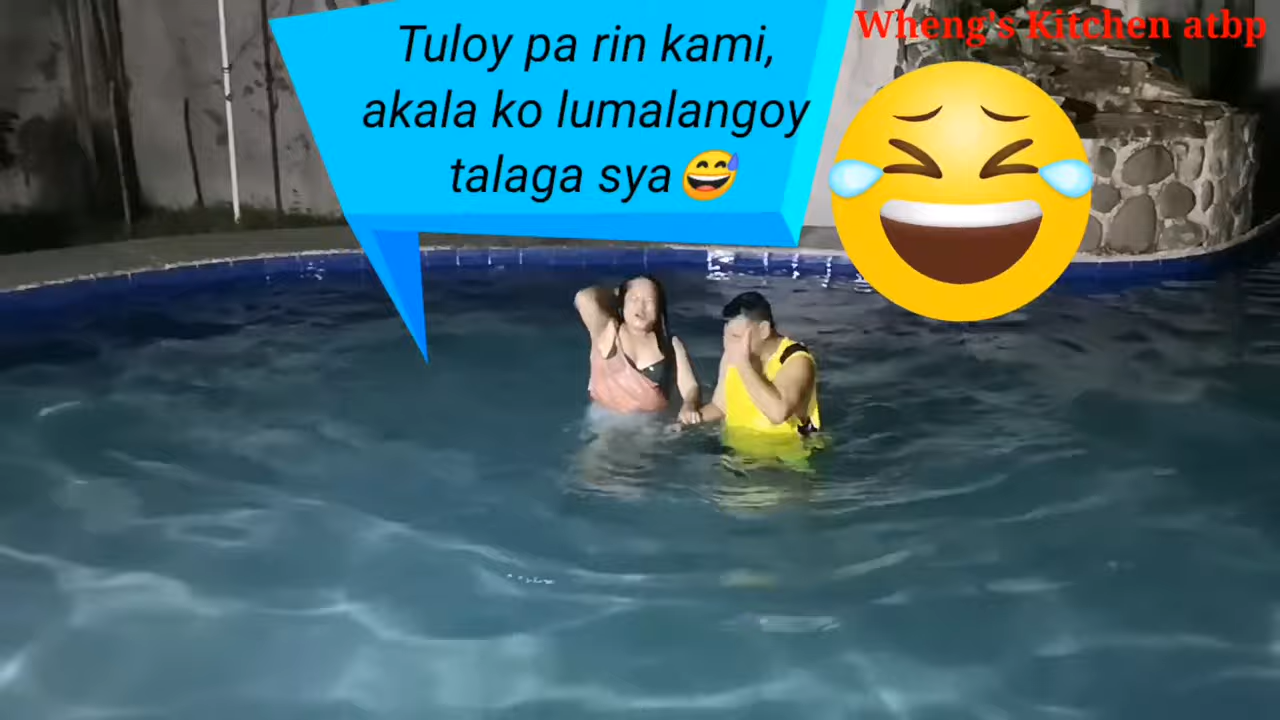 Tuloy pa rin kami,
akala ko lumalangoy
talaga sya😅
Wheng's Kitchen atbp